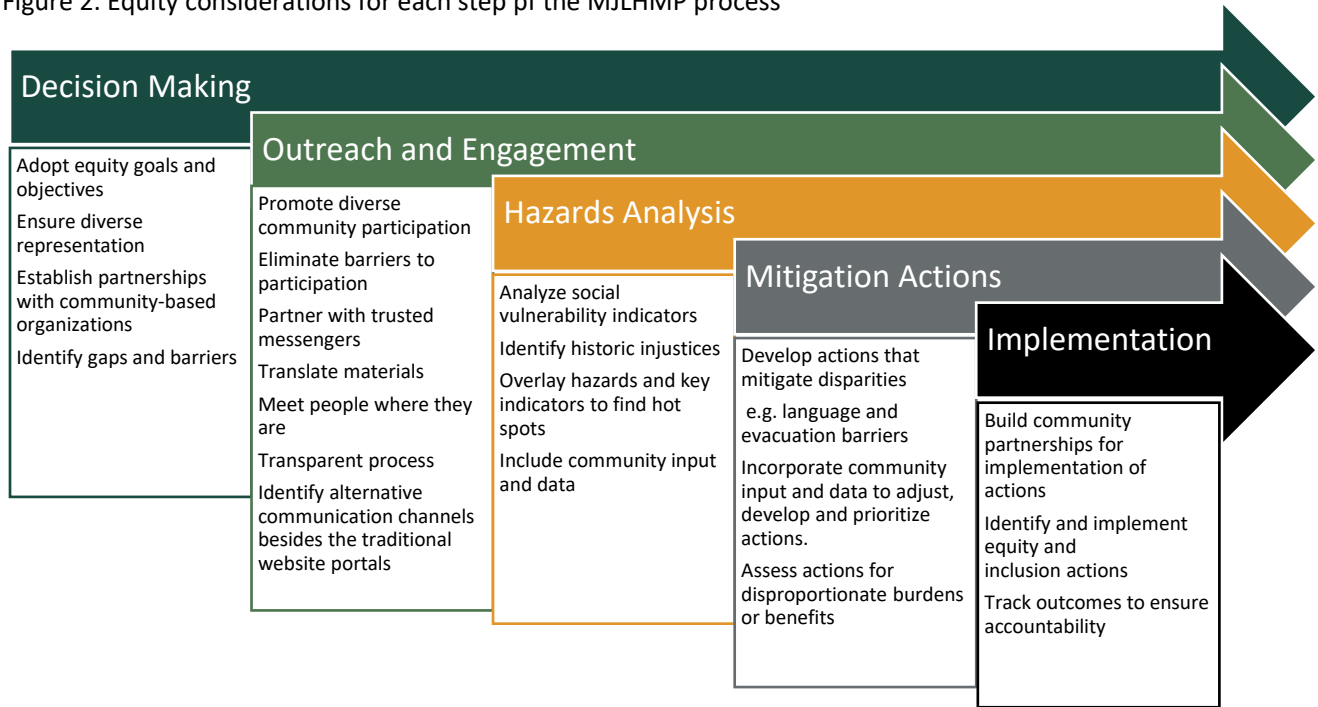 Figure 2. Equity considerations for each step pf the MJLHMP process
Decision Making
Adopt equity goals and
objectives
Ensure diverse
representation
Establish partnerships
with community-based
organizations
Identify gaps and barriers
Outreach and Engagement
Promote diverse
community participation
Eliminate barriers to
participation
Partner with trusted
messengers
Translate materials
Meet people where they
are
Transparent process
Identify alternative
communication channels
besides the traditional
website portals
Hazards Analysis
Analyze social
vulnerability indicators
Identify historic injustices
Overlay hazards and key
indicators to find hot
spots
Include community input
and data
Mitigation Actions
Develop actions that
mitigate disparities
e.g. language and
evacuation barriers
Incorporate community
input and data to adjust,
develop and prioritize
actions.
Assess actions for
disproportionate burdens
or benefits
Implementation
Build community
partnerships for
implementation of
actions
Identify and implement
equity and
inclusion actions
Track outcomes to ensure
accountability